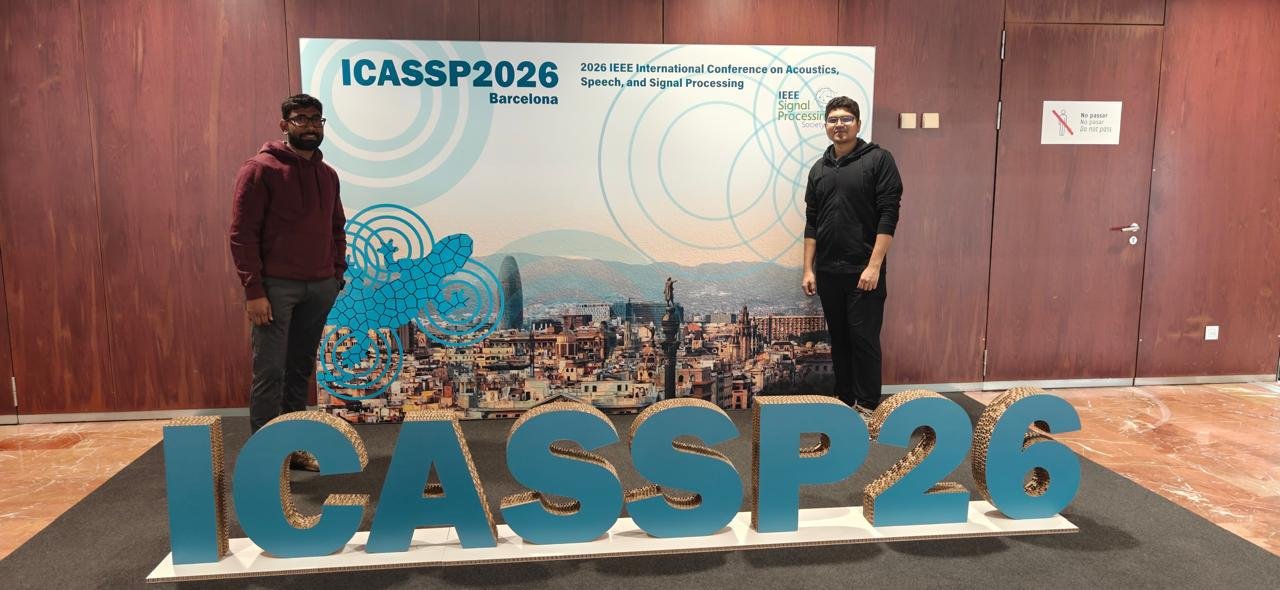 ICASSP2026
Barcelona
2026 IEEE International Conference on Acoustics,
Speech, and Signal Processing
IEEE
Signal
Processing
Society
No passar
No pasar
Do not pass
ICASSP26